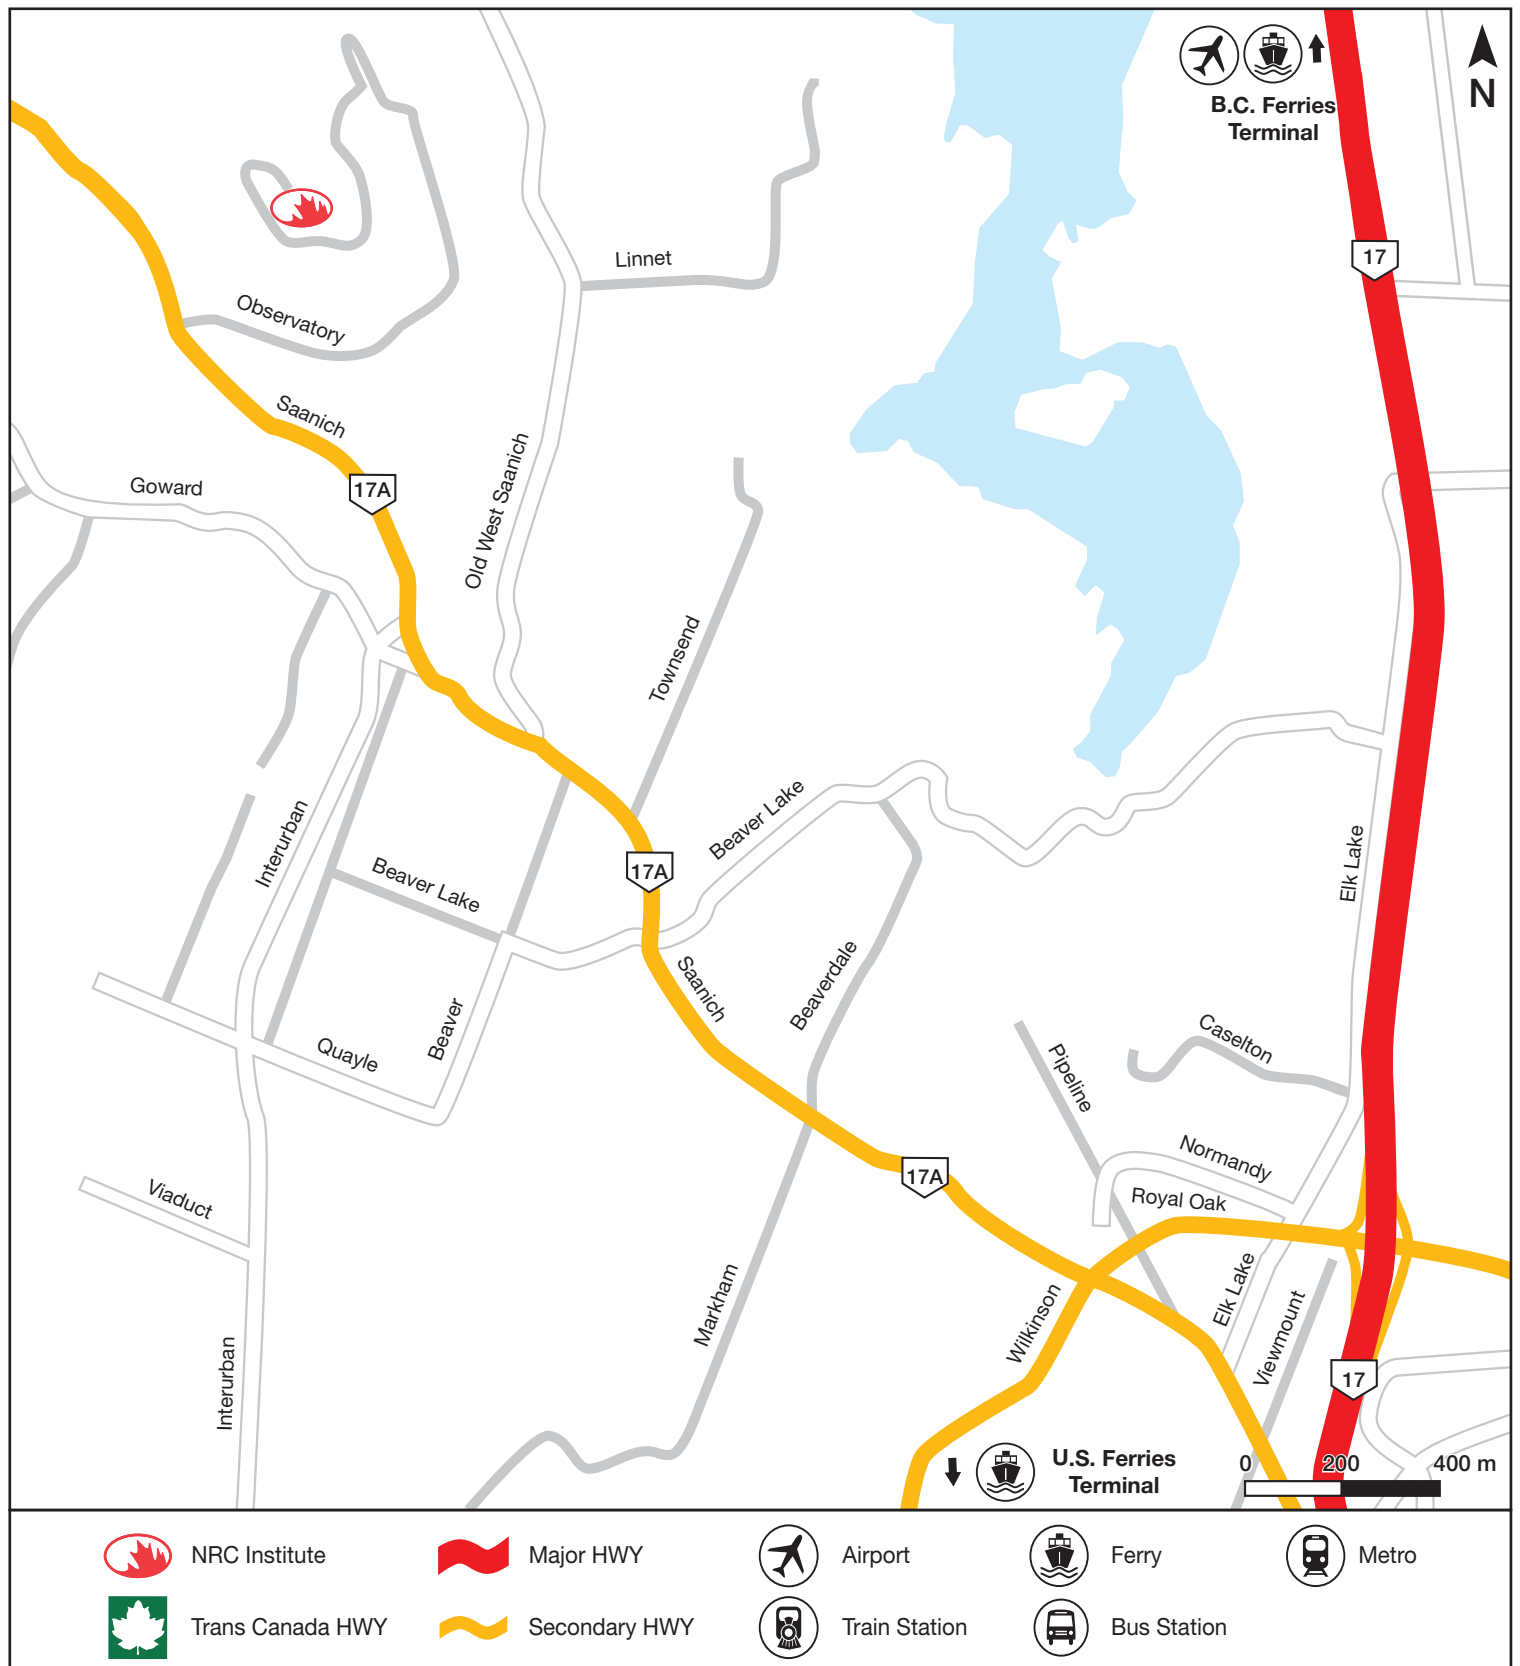 B.C. Ferries
Terminal
N
17
Linnet
Observatory
Saanich
17A
Goward
Old West Saanich
Townsend
Beaver Lake
Interurban
Beaver Lake
17A
Elk Lake
Saanich
Beaverdale
Beaver
Quayle
Caselton
Pipeline
Normandy
Royal Oak
17A
Viaduct
Markham
Wilkinson
Elk Lake
Viewmount
Interurban
17
U.S. Ferries
Terminal
0 200 400 m
NRC Institute
Major HWY
Airport
Ferry
Metro
Trans Canada HWY
Secondary HWY
Train Station
Bus Station